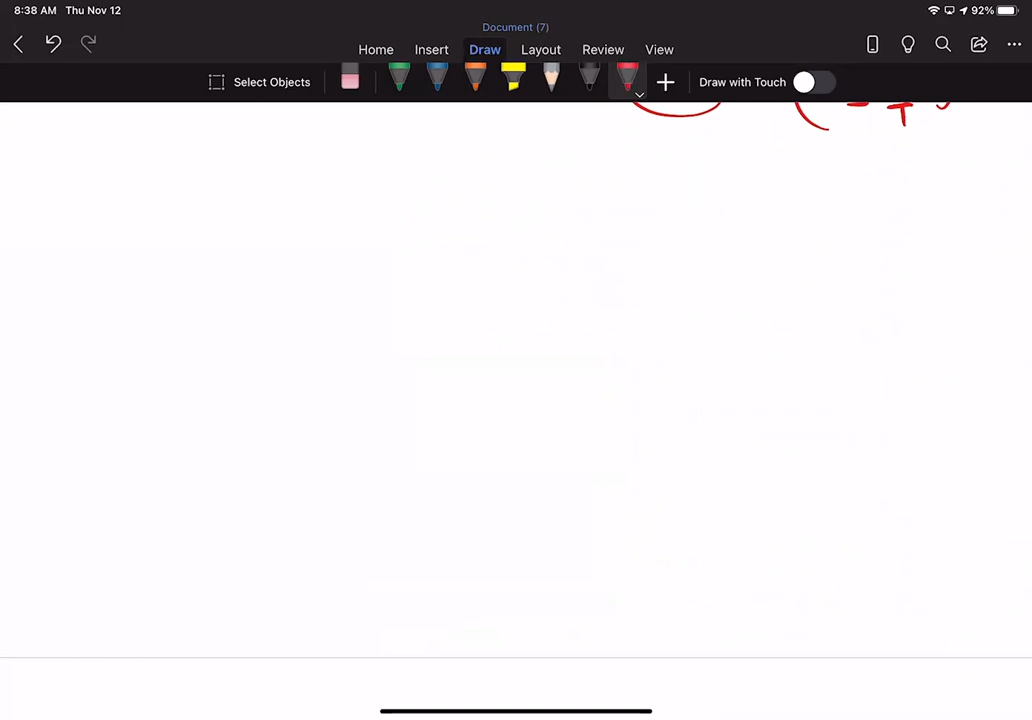 8:38 AM Thu Nov 12 92%
Document (7)
Home Insert Draw Layout Review View
Select Objects Draw with Touch